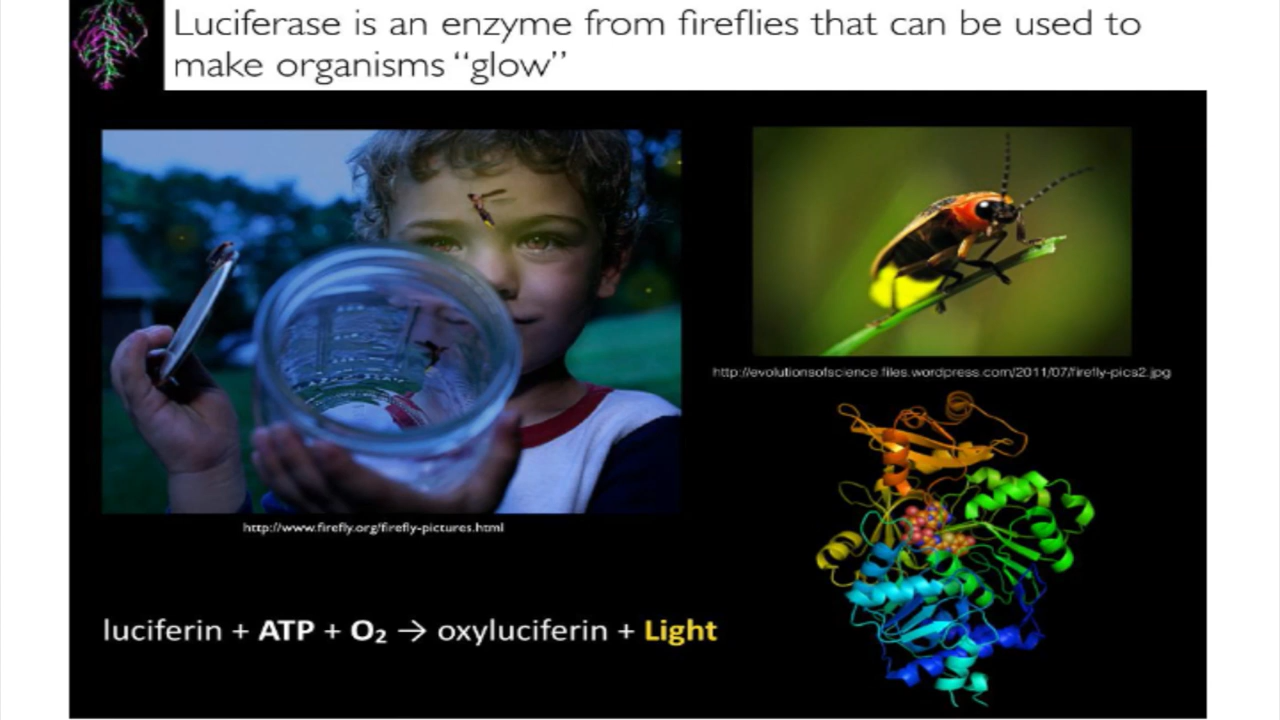 Luciferase is an enzyme from fireflies that can be used to
make organisms “glow”
http://evolutionsofscience.files.wordpress.com/2011/07/firefly-pics2.jpg
http://www.firefly.org/firefly-pictures.html
luciferin + ATP + O₂ → oxyluciferin + Light